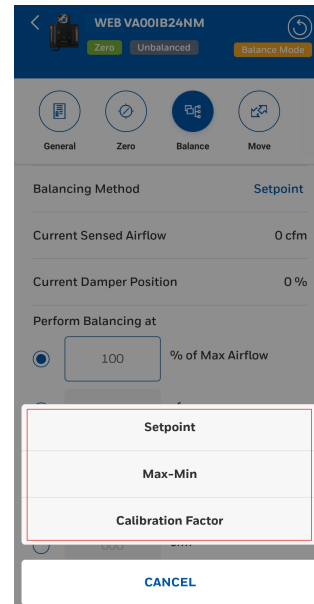 WEB VA00IB24NM
Zero Unbalanced Balance Mode
General Zero Balance Move
Balancing Method Setpoint
Current Sensed Airflow 0 cfm
Current Damper Position 0 %
Perform Balancing at
100 % of Max Airflow
Setpoint
Max-Min
Calibration Factor
CANCEL